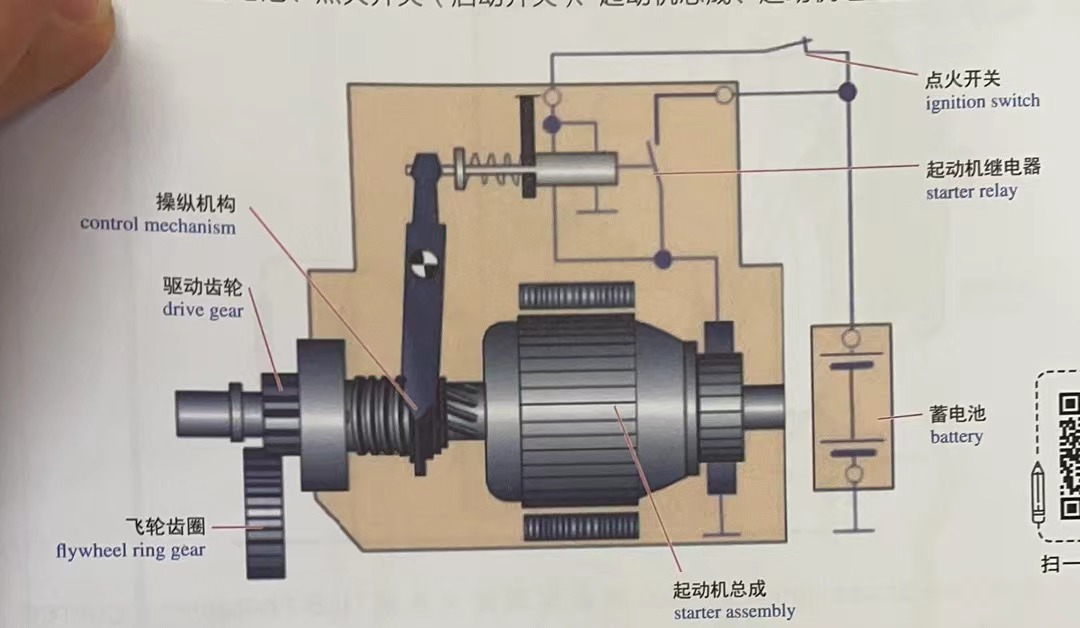 点火开关(启动开关)、起动机总成、起动机
点火开关
ignition switch
起动机继电器
starter relay
操纵机构
control mechanism
驱动齿轮
drive gear
蓄电池
battery
飞轮齿圈
flywheel ring gear
起动机总成
starter assembly
扫一